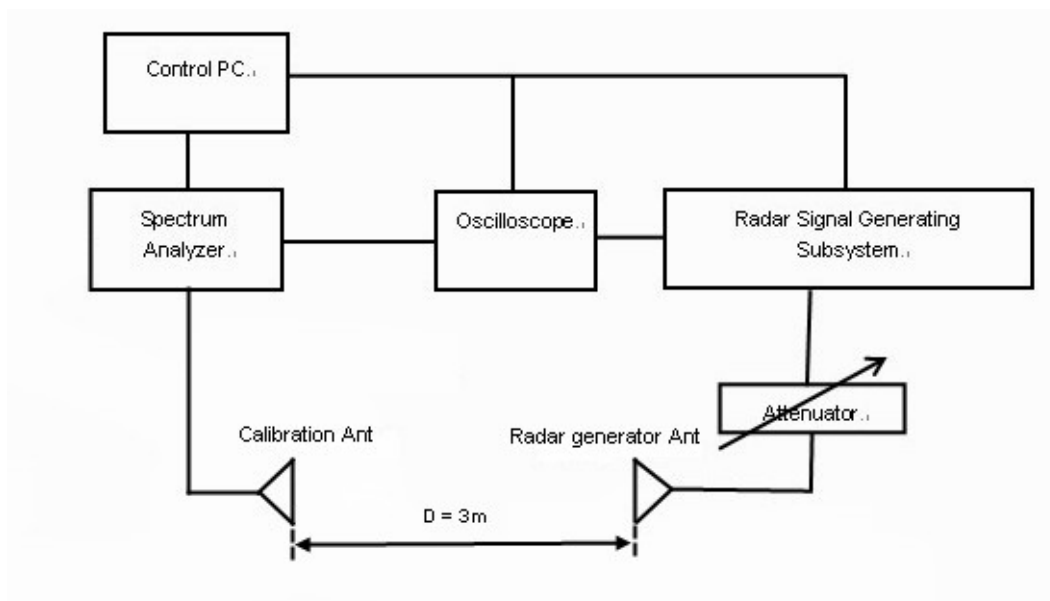 Control PC.
Spectrum
Analyzer.
Oscilloscope.
Radar Signal Generating
Subsystem.
Attenuator.
Calibration Ant
Radar generator Ant
D = 3m